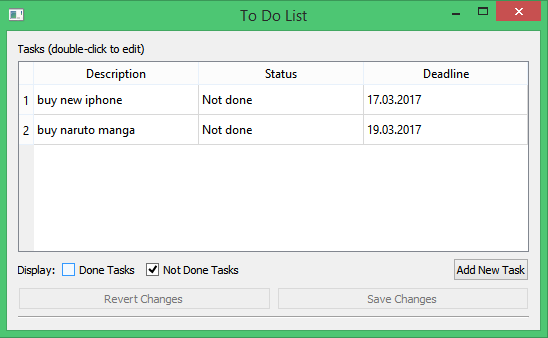 To Do List
Tasks (double-click to edit)
Description Status Deadline
1 buy new iphone Not done 17.03.2017
2 buy naruto manga Not done 19.03.2017
Display: Done Tasks Not Done Tasks Add New Task
Revert Changes Save Changes